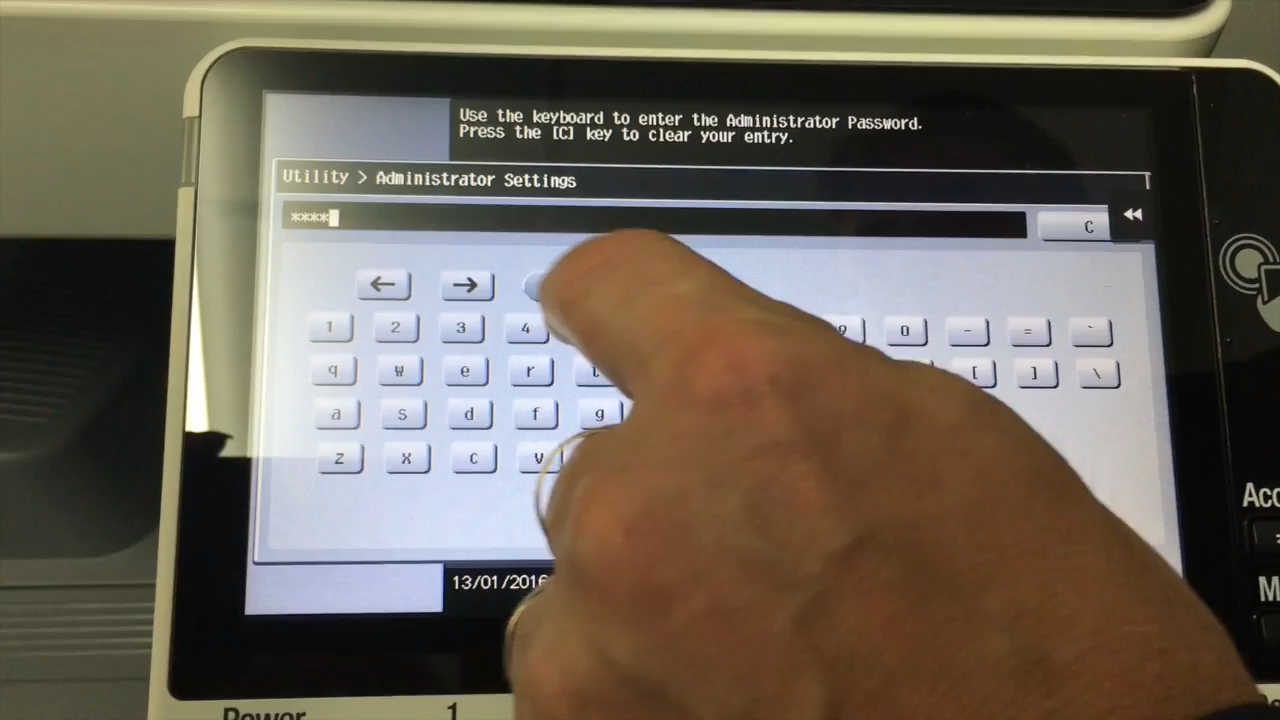 Use the keyboard to enter the Administrator Password.
Press the [C] key to clear your entry.
Utility > Administrator Settings
****
C
← →
1 2 3 4 9 0 - = `
q w e r t [ ] \
a s d f g
z x c v
13/01/2016
Acc
M
Power 1